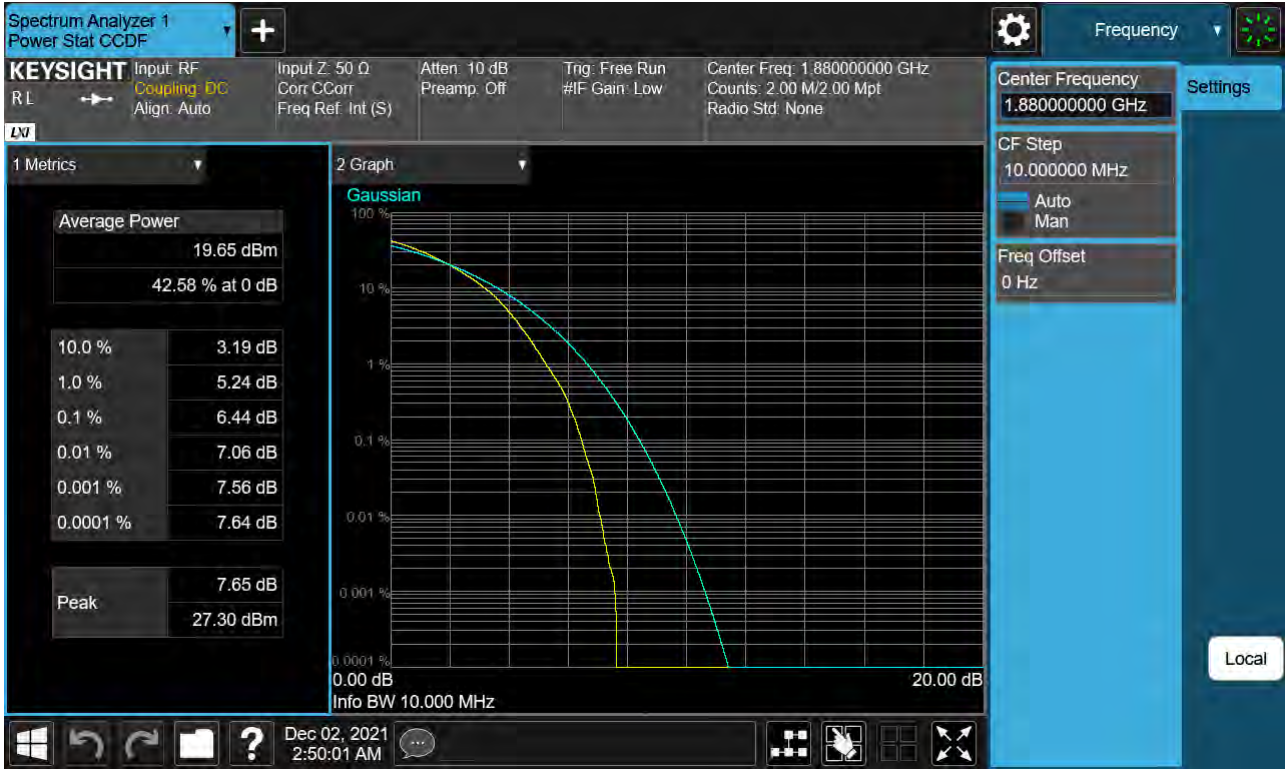 Spectrum Analyzer 1
Power Stat CCDF
Frequency
KEYSIGHT
R L
LXI
Input: RF
Coupling: DC
Align: Auto
Input Z: 50 Ω
Corr CCorr
Freq Ref: Int (S)
Atten: 10 dB
Preamp: Off
Trig: Free Run
#IF Gain: Low
Center Freq: 1.880000000 GHz
Counts: 2.00 M/2.00 Mpt
Radio Std: None
Center Frequency
1.880000000 GHz
Settings
CF Step
10.000000 MHz
Auto
Man
Freq Offset
0 Hz
Local
1 Metrics
Average Power
19.65 dBm
42.58 % at 0 dB
10.0 % 3.19 dB
1.0 % 5.24 dB
0.1 % 6.44 dB
0.01 % 7.06 dB
0.001 % 7.56 dB
0.0001 % 7.64 dB
Peak
7.65 dB
27.30 dBm
2 Graph
Gaussian
100 %
10 %
1 %
0.1 %
0.01 %
0.001 %
0.0001 %
0.00 dB 20.00 dB
Info BW 10.000 MHz
?
Dec 02, 2021
2:50:01 AM